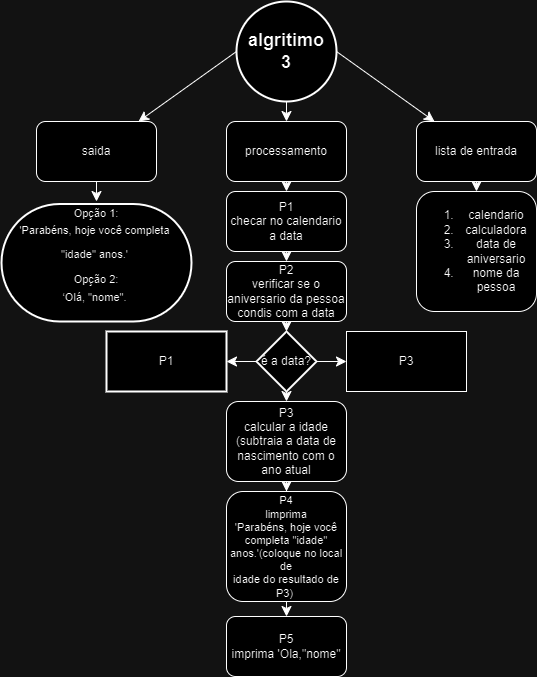 algritimo
3
saida
processamento
lista de entrada
Opção 1:
'Parabéns, hoje você completa
"idade" anos.'
Opção 2:
'Olá, "nome".
P1
checar no calendario
a data
1. calendario
2. calculadora
3. data de
aniversario
4. nome da
pessoa
P2
verificar se o
aniversario da pessoa
condis com a data
P1
e a data?
P3
P3
calcular a idade
(subtraia a data de
nascimento com o
ano atual
P4
limprima
'Parabéns, hoje você
completa "idade"
anos.'(coloque no local
de
idade do resultado de
P3)
P5
imprima 'Ola,"nome"